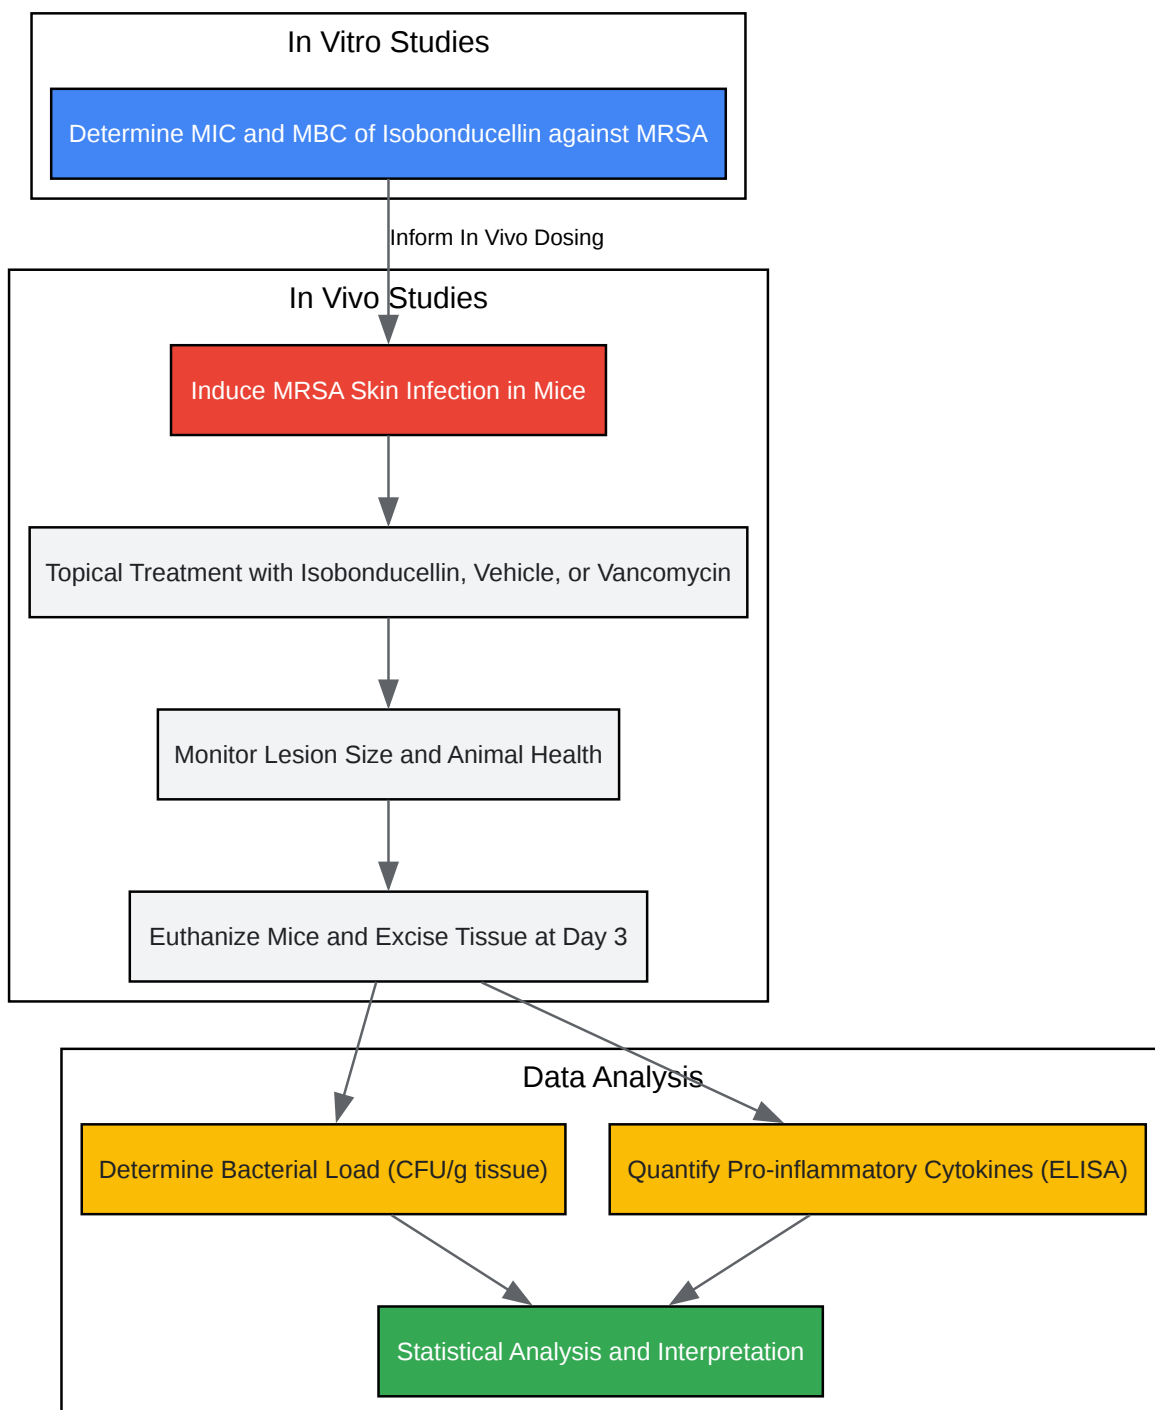 In Vitro Studies
Determine MIC and MBC of Isobonducellin against MRSA
Inform In Vivo Dosing
In Vivo Studies
Induce MRSA Skin Infection in Mice
Topical Treatment with Isobonducellin, Vehicle, or Vancomycin
Monitor Lesion Size and Animal Health
Euthanize Mice and Excise Tissue at Day 3
Data Analysis
Determine Bacterial Load (CFU/g tissue)
Quantify Pro-inflammatory Cytokines (ELISA)
Statistical Analysis and Interpretation